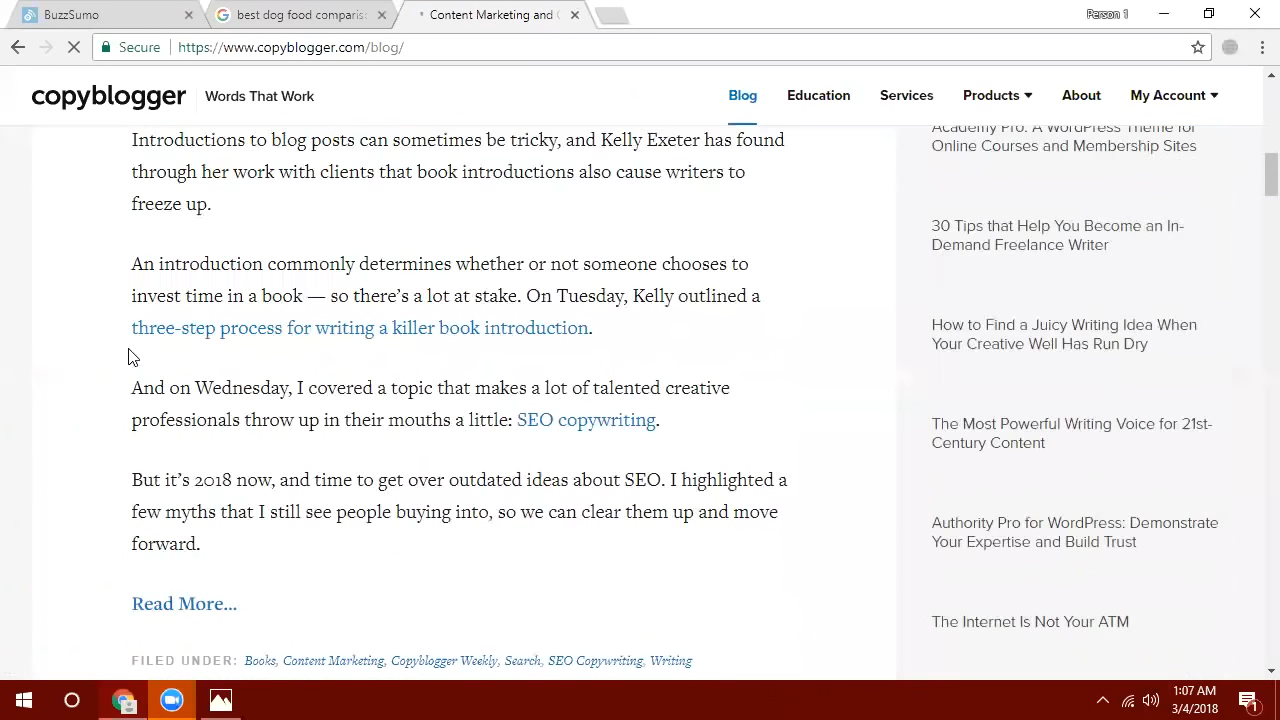 BuzzSumo
best dog food comparis
Content Marketing and
Person 1
Secure
https://www.copyblogger.com/blog/
copyblogger
Words That Work
Blog
Education
Services
Products
About
My Account
Introductions to blog posts can sometimes be tricky, and Kelly Exeter has found
through her work with clients that book introductions also cause writers to
freeze up.
An introduction commonly determines whether or not someone chooses to
invest time in a book — so there's a lot at stake. On Tuesday, Kelly outlined a
three-step process for writing a killer book introduction.
And on Wednesday, I covered a topic that makes a lot of talented creative
professionals throw up in their mouths a little: SEO copywriting.
But it's 2018 now, and time to get over outdated ideas about SEO. I highlighted a
few myths that I still see people buying into, so we can clear them up and move
forward.
Read More...
FILED UNDER: Books, Content Marketing, Copyblogger Weekly, Search, SEO Copywriting, Writing
Academy Pro: A WordPress Theme for
Online Courses and Membership Sites
30 Tips that Help You Become an In-
Demand Freelance Writer
How to Find a Juicy Writing Idea When
Your Creative Well Has Run Dry
The Most Powerful Writing Voice for 21st-
Century Content
Authority Pro for WordPress: Demonstrate
Your Expertise and Build Trust
The Internet Is Not Your ATM
1:07 AM
3/4/2018
1